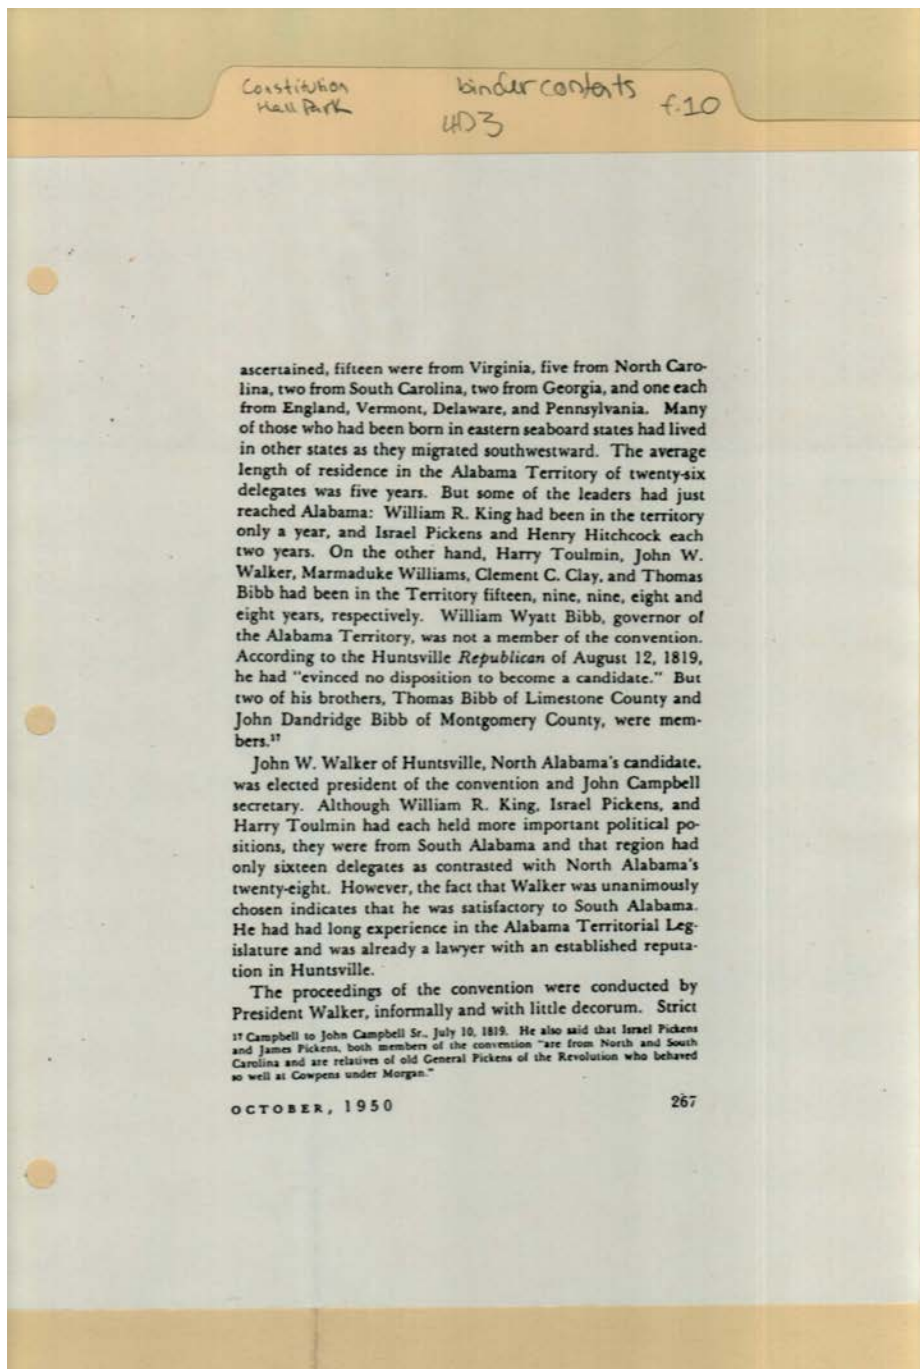 Constitution
Hall Park
binder contents
4D3
f.10
ascertained, fifteen were from Virginia, five from North Caro-
lina, two from South Carolina, two from Georgia, and one each
from England, Vermont, Delaware, and Pennsylvania. Many
of those who had been born in eastern seaboard states had lived
in other states as they migrated southwestward. The average
length of residence in the Alabama Territory of twenty-six
delegates was five years. But some of the leaders had just
reached Alabama: William R. King had been in the territory
only a year, and Israel Pickens and Henry Hitchcock each
two years. On the other hand, Harry Toulmin, John W.
Walker, Marmaduke Williams, Clement C. Clay, and Thomas
Bibb had been in the Territory fifteen, nine, nine, eight and
eight years, respectively. William Wyatt Bibb, governor of
the Alabama Territory, was not a member of the convention.
According to the Huntsville Republican of August 12, 1819,
he had "evinced no disposition to become a candidate." But
two of his brothers, Thomas Bibb of Limestone County and
John Dandridge Bibb of Montgomery County, were mem-
bers.17
John W. Walker of Huntsville, North Alabama's candidate,
was elected president of the convention and John Campbell
secretary. Although William R. King, Israel Pickens, and
Harry Toulmin had each held more important political po-
sitions, they were from South Alabama and that region had
only sixteen delegates as contrasted with North Alabama's
twenty-eight. However, the fact that Walker was unanimously
chosen indicates that he was satisfactory to South Alabama.
He had had long experience in the Alabama Territorial Leg-
islature and was already a lawyer with an established reputa-
tion in Huntsville.
The proceedings of the convention were conducted by
President Walker, informally and with little decorum. Strict
17 Campbell to John Campbell Sr., July 10, 1819. He also said that Israel Pickens
and James Pickens, both members of the convention "are from North and South
Carolina and are relatives of old General Pickens of the Revolution who behaved
so well at Cowpens under Morgan."
OCTOBER, 1950
267